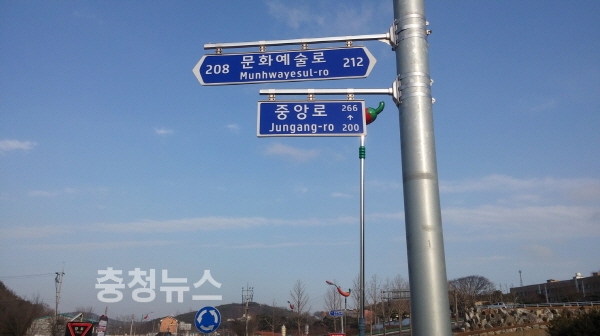 208 문화예술로 212
Munhwayesul-ro
중앙로 266
Jungang-ro 200
충청뉴스